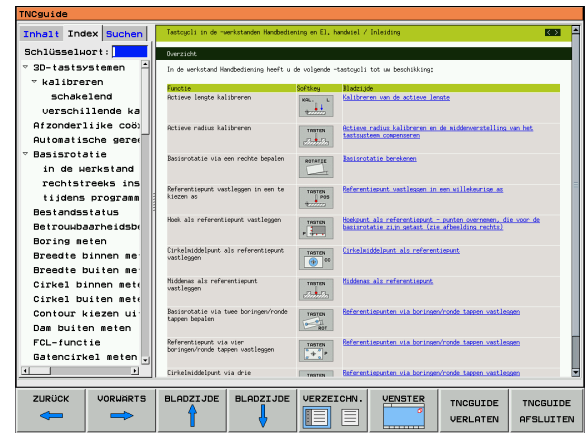 TNCguide
Inhalt Index Suchen
Schlüsselwort:
3D-tastsystemen
kalibreren
schakelend
verschillende ka
Afzonderlijke coö
Automatische gere
Basisrotatie
in de werkstand
rechtstreeks ins
tijdens programm
Bestandsstatus
Betrouwbaarheidsb
Boring meten
Breedte binnen me
Breedte buiten me
Cirkel binnen met
Cirkel buiten met
Contour kiezen ui
Dam buiten meten
FCL-functie
Gatencirkel meten
Tastcycli in de werkstanden Handbediening en El. handwiel / Inleiding
Overzicht
In de werkstand Handbediening heeft u de volgende tastcycli tot uw beschikking:
Functie Softkey Bladzijde
Actieve lengte kalibreren KAL. L Kalibreren van de actieve lengte
Actieve radius kalibreren TASTEN Actieve radius kalibreren en de middenverstelling van het
tastsysteem compenseren
Basisrotatie via een rechte bepalen ROTATIE Basisrotatie berekenen
Referentiepunt vastleggen in een te
kiezen as TASTEN POS Referentiepunt vastleggen in een willekeurige as
Hoek als referentiepunt vastleggen TASTEN P Hoekpunt als referentiepunt - punten overnemen, die voor de
basisrotatie zijn getast (zie afbeelding rechts)
Cirkelmiddelpunt als referentiepunt
vastleggen TASTEN CC Cirkelmiddelpunt als referentiepunt
Middenas als referentiepunt
vastleggen TASTEN Middenas als referentiepunt
Basisrotatie via twee boringen/ronde
tappen bepalen TASTEN ROT Referentiepunten via boringen/ronde tappen vastleggen
Referentiepunt via vier
boringen/ronde tappen vastleggen TASTEN P Referentiepunten via boringen/ronde tappen vastleggen
Cirkelmiddelpunt via drie TASTEN Referentiepunten via boringen/ronde tappen vastleggen
ZURÜCK VORWARTS BLADZIJDE BLADZIJDE VERZEICHN. VENSTER TNCGUIDE VERLATEN TNCGUIDE AFSLUITEN